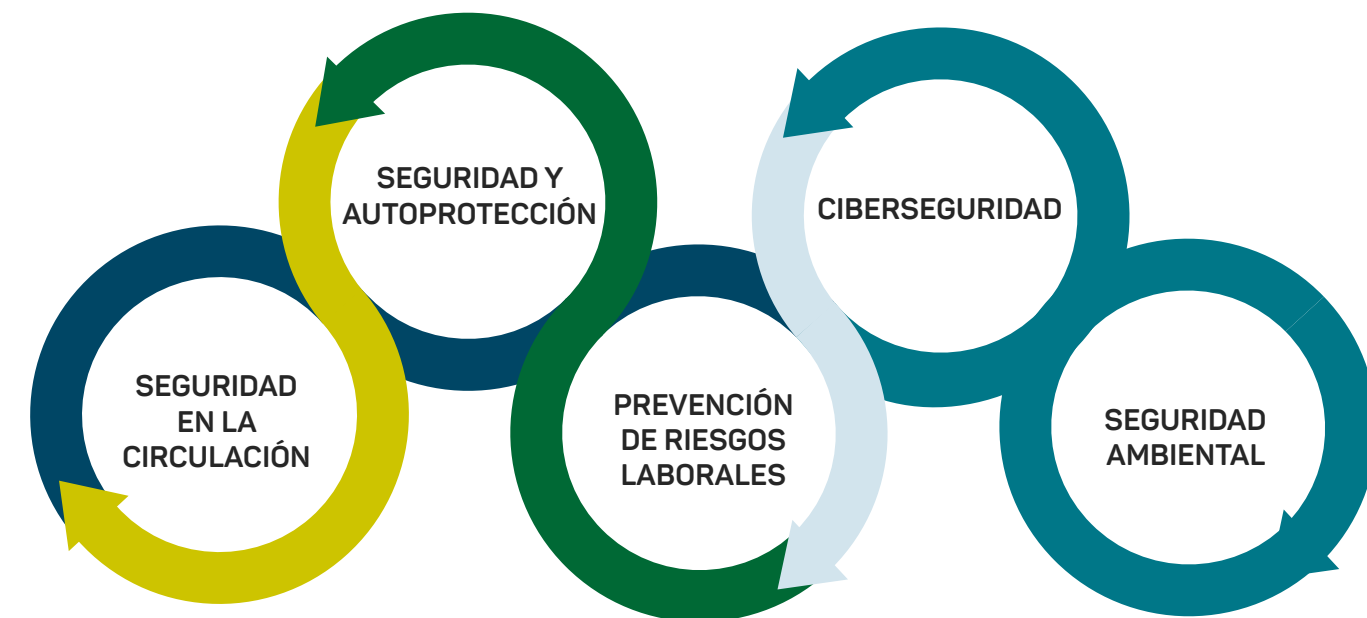 SEGURIDAD
EN LA
CIRCULACIÓN
SEGURIDAD Y
AUTOPROTECCIÓN
PREVENCIÓN
DE RIESGOS
LABORALES
CIBERSEGURIDAD
SEGURIDAD
AMBIENTAL